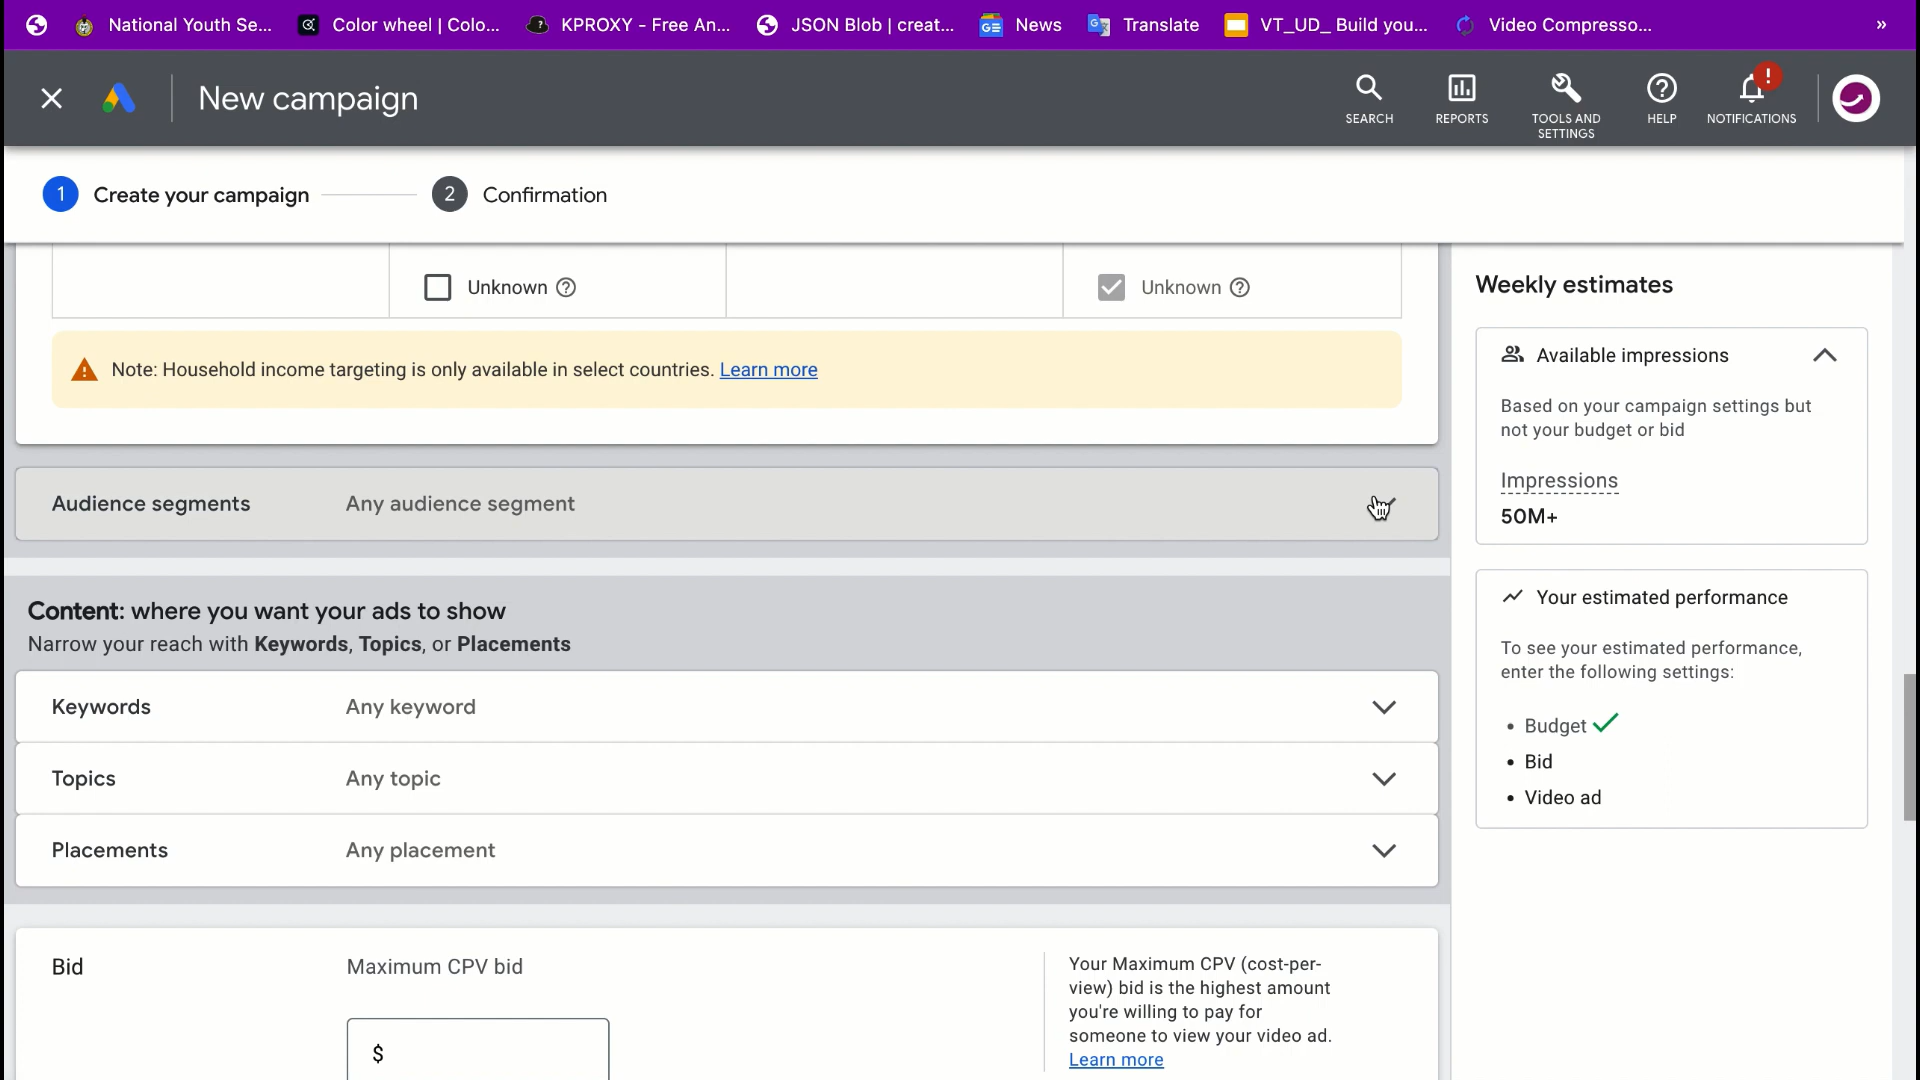 National Youth Se...
Color wheel | Colo...
KPROXY - Free An...
JSON Blob | creat...
News
Translate
VT_UD_ Build you...
Video Compresso...
»
New campaign
SEARCH
REPORTS
TOOLS AND
SETTINGS
HELP
!
NOTIFICATIONS
1 Create your campaign
2 Confirmation
Unknown
Unknown
Note: Household income targeting is only available in select countries. Learn more
Audience segments Any audience segment
Content: where you want your ads to show
Narrow your reach with Keywords, Topics, or Placements
Keywords Any keyword
Topics Any topic
Placements Any placement
Bid Maximum CPV bid
$
Your Maximum CPV (cost-per-
view) bid is the highest amount
you're willing to pay for
someone to view your video ad.
Learn more
Weekly estimates
Available impressions
Based on your campaign settings but
not your budget or bid
Impressions
50M+
Your estimated performance
To see your estimated performance,
enter the following settings:
• Budget
• Bid
• Video ad